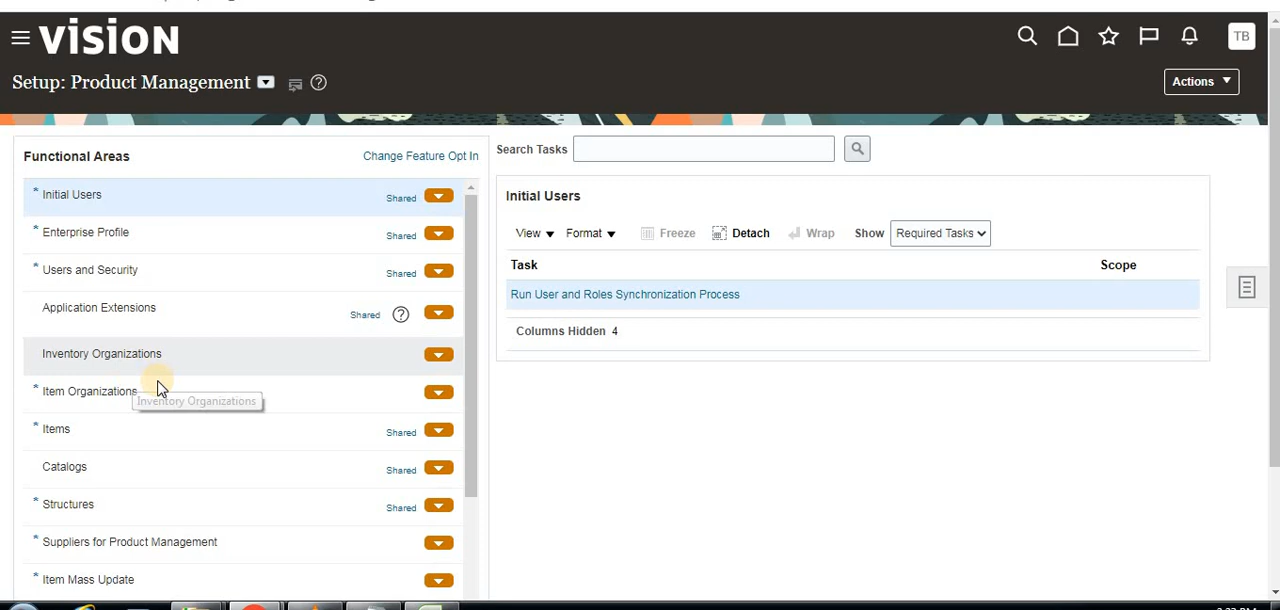 VISION
TB
Setup: Product Management
Actions
Functional Areas
Change Feature Opt In
Search Tasks
* Initial Users Shared
* Enterprise Profile Shared
* Users and Security Shared
Application Extensions Shared
Inventory Organizations
* Item Organizations
Inventory Organizations
* Items Shared
Catalogs Shared
* Structures Shared
* Suppliers for Product Management
* Item Mass Update
Initial Users
View Format Freeze Detach Wrap Show Required Tasks
Task Scope
Run User and Roles Synchronization Process
Columns Hidden 4